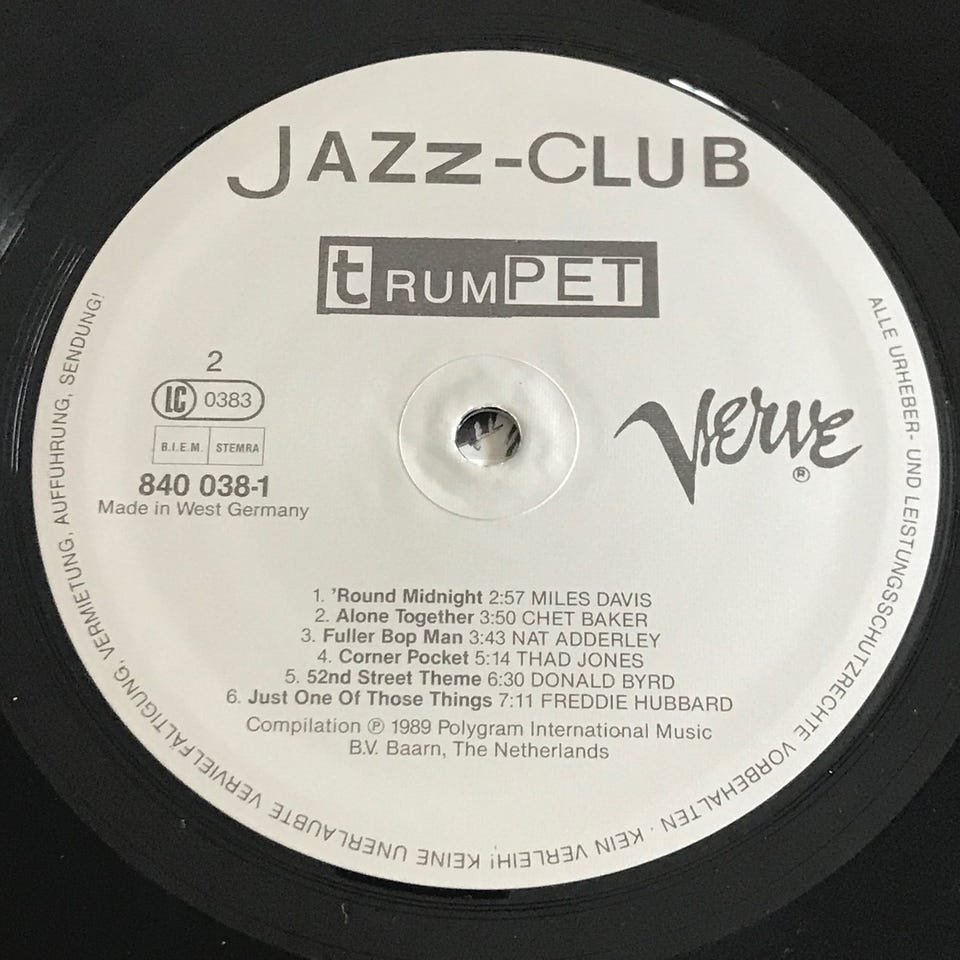 JAZz-CLUB
tRUMPET
2
LC 0383
B.I.E.M. STEMRA
840 038-1
Made in West Germany
VERVE
®
1. 'Round Midnight 2:57 MILES DAVIS
2. Alone Together 3:50 CHET BAKER
3. Fuller Bop Man 3:43 NAT ADDERLEY
4. Corner Pocket 5:14 THAD JONES
5. 52nd Street Theme 6:30 DONALD BYRD
6. Just One Of Those Things 7:11 FREDDIE HUBBARD
Compilation ℗ 1989 Polygram International Music
B.V. Baarn, The Netherlands
ALLE URHEBER- UND LEISTUNGSSCHUTZRECHTE VORBEHALTEN · KEIN VERLEIH! KEINE UNERLAUBTE VERVIELFÄLTIGUNG, VERMIETUNG, AUFFÜHRUNG, SENDUNG!